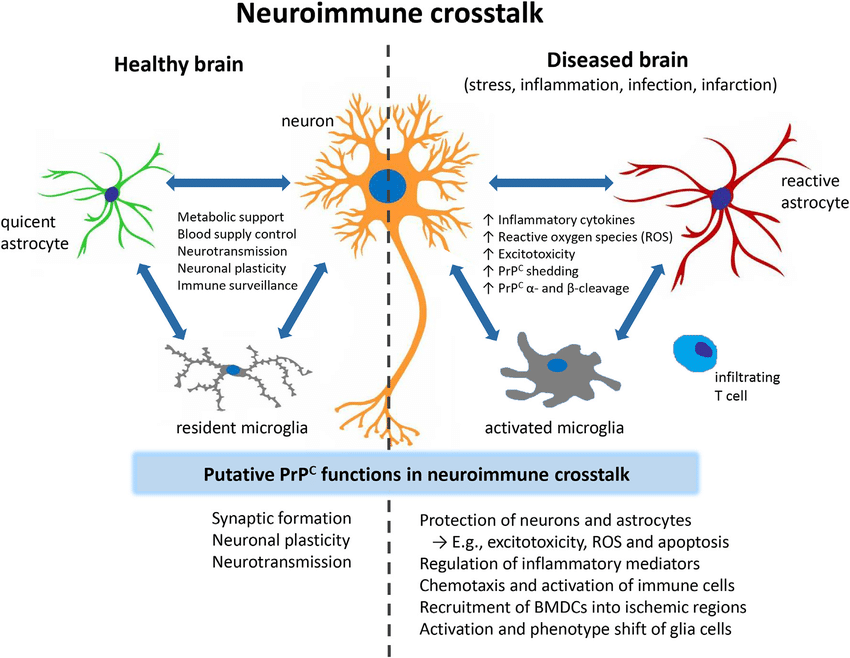 Neuroimmune crosstalk
Healthy brain
Diseased brain
(stress, inflammation, infection, infarction)
neuron
quicent
astrocyte
reactive
astrocyte
Metabolic support
Blood supply control
Neurotransmission
Neuronal plasticity
Immune surveillance
↑ Inflammatory cytokines
↑ Reactive oxygen species (ROS)
↑ Excitotoxicity
↑ PrPᶜ shedding
↑ PrPᶜ α- and β-cleavage
resident microglia
activated microglia
infiltrating
T cell
Putative PrPᶜ functions in neuroimmune crosstalk
Synaptic formation
Neuronal plasticity
Neurotransmission
Protection of neurons and astrocytes
→ E.g., excitotoxicity, ROS and apoptosis
Regulation of inflammatory mediators
Chemotaxis and activation of immune cells
Recruitment of BMDCs into ischemic regions
Activation and phenotype shift of glia cells